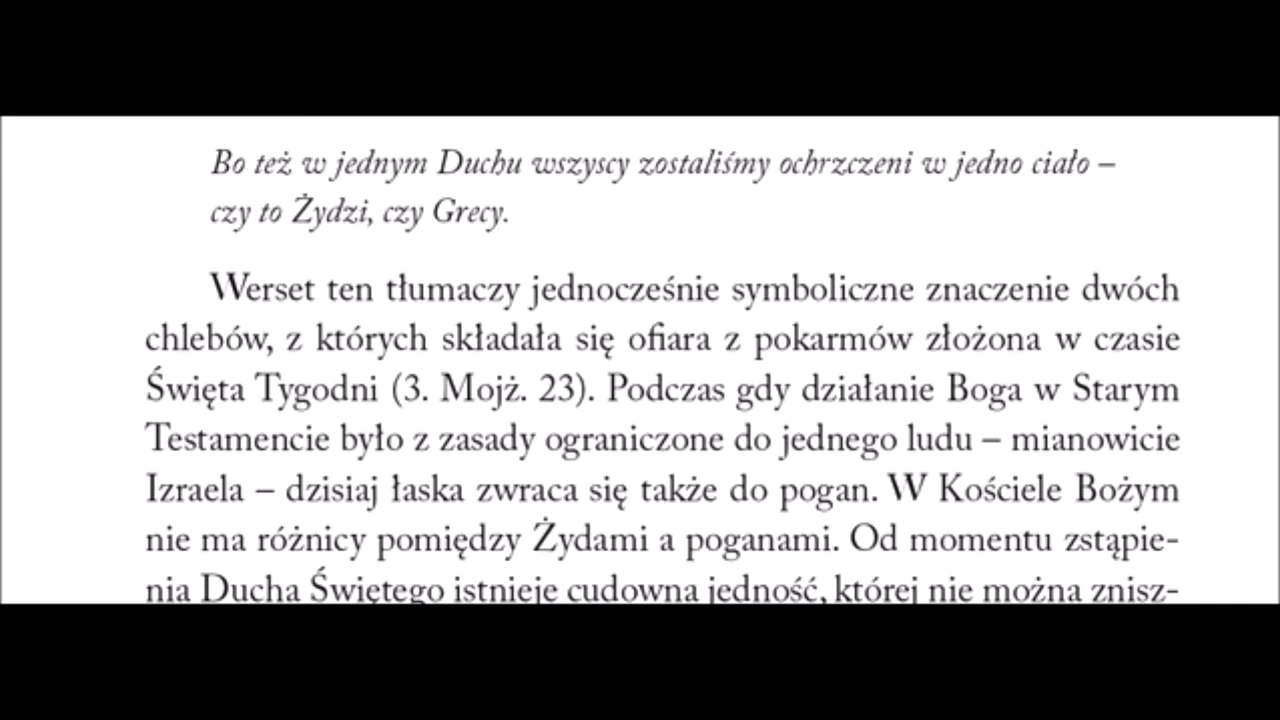 Bo też w jednym Duchu wszyscy zostaliśmy ochrzczeni w jedno ciało –
czy to Żydzi, czy Grecy.
Werset ten tłumaczy jednocześnie symboliczne znaczenie dwóch
chlebów, z których składała się ofiara z pokarmów złożona w czasie
Święta Tygodni (3. Mojż. 23). Podczas gdy działanie Boga w Starym
Testamencie było z zasady ograniczone do jednego ludu – mianowicie
Izraela – dzisiaj łaska zwraca się także do pogan. W Kościele Bożym
nie ma różnicy pomiędzy Żydami a poganami. Od momentu zstąpie-
nia Ducha Świętego istnieje cudowna jedność, której nie można znisz-